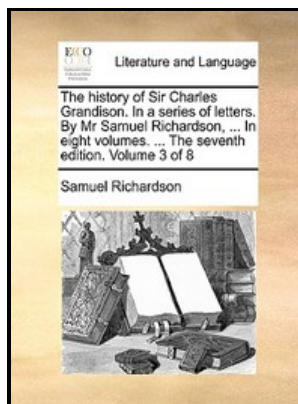 ECCO
Literature and Language
The history of Sir Charles
Grandison. In a series of letters.
By Mr Samuel Richardson, ... In
eight volumes. ... The seventh
edition. Volume 3 of 8
Samuel Richardson